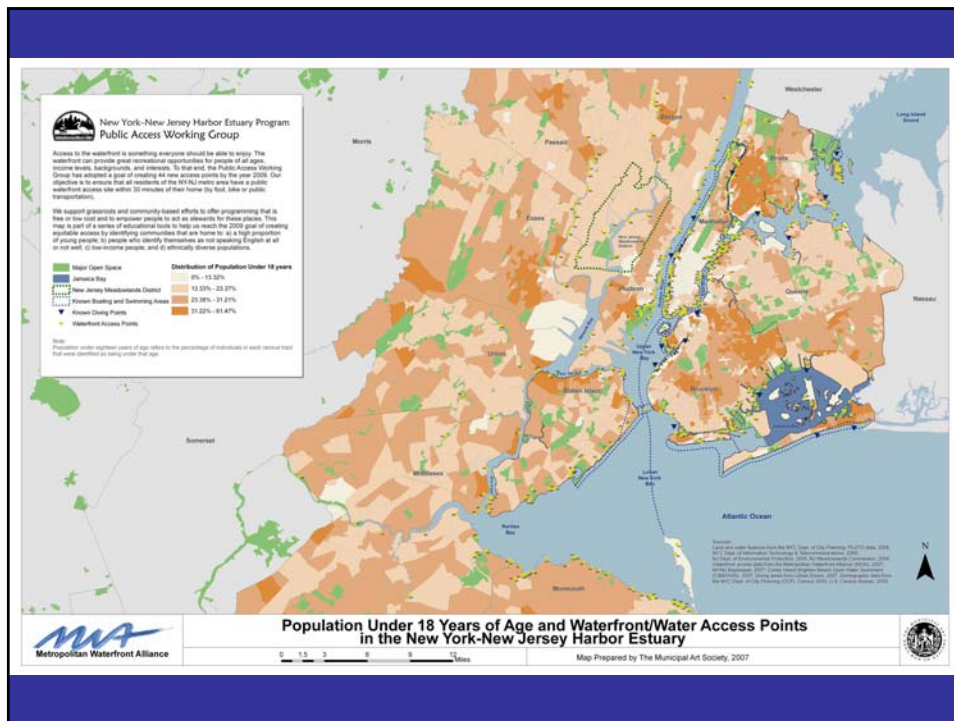 New York-New Jersey Harbor Estuary Program
Public Access Working Group
Access to the waterfront is something everyone should be able to enjoy. The
waterfront can provide great recreational opportunities for people of all ages,
income levels, backgrounds, and interests. To that end, the Public Access Working
Group has adopted a goal of creating 44 new access points by the year 2009. Our
objective is to ensure that all residents of the NY-NJ metro area have a public
waterfront access site within 30 minutes of their home (by foot, bike or public
transportation).
We support grassroots and community-based efforts to offer programming that is
free or low cost and to empower people to act as stewards for these places. This
map is part of a series of educational tools to help us reach the 2009 goal of creating
equitable access by identifying communities that are home to: a) a high proportion
of young people; b) people who identify themselves as not speaking English at all
or not well; c) low-income people; and d) ethnically diverse populations.
Major Open Space
Jamaica Bay
New Jersey Meadowlands District
Known Boating and Swimming Areas
Known Diving Points
Waterfront Access Points
Distribution of Population Under 18 years
0% - 13.32%
13.33% - 23.37%
23.38% - 31.21%
31.22% - 61.47%
Note:
Population under eighteen years of age refers to the percentage of individuals in each census tract
that were identified as being under that age
Westchester
Long Island
Sound
Morris
Passaic
Bergen
Bronx
Essex
Manhattan
New Jersey
Meadowlands
District
Hudson
Queens
Nassau
Newark Bay
Union
Upper
New York
Bay
Staten Island
Brooklyn
Somerset
Middlesex
Lower
New York
Bay
Raritan
Bay
Atlantic Ocean
Monmouth
Sources:
N
MWA
Metropolitan Waterfront Alliance
Population Under 18 Years of Age and Waterfront/Water Access Points
in the New York-New Jersey Harbor Estuary
0 1.5 3 6 9 12
Miles
Map Prepared by The Municipal Art Society, 2007